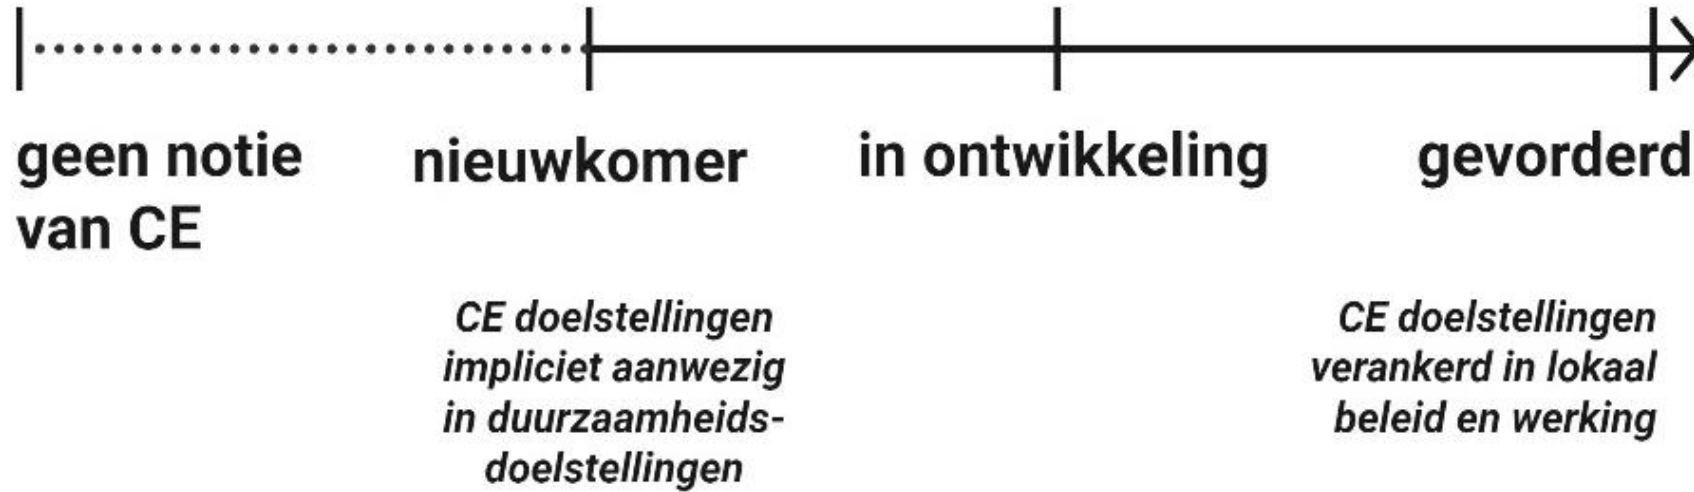 geen notie
van CE
nieuwkomer
in ontwikkeling
gevorderd
CE doelstellingen
impliciet aanwezig
in duurzaamheids-
doelstellingen
CE doelstellingen
verankerd in lokaal
beleid en werking